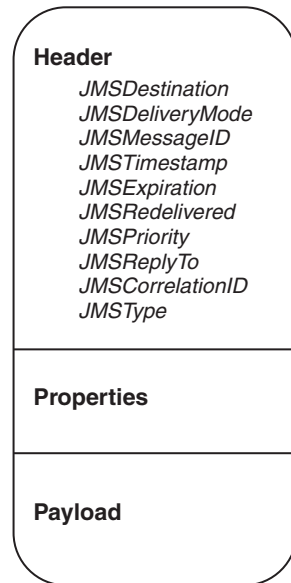 Header
JMSDestination
JMSDeliveryMode
JMSMessageID
JMSTimestamp
JMSExpiration
JMSRedelivered
JMSPriority
JMSReplyTo
JMSCorrelationID
JMSType
Properties
Payload